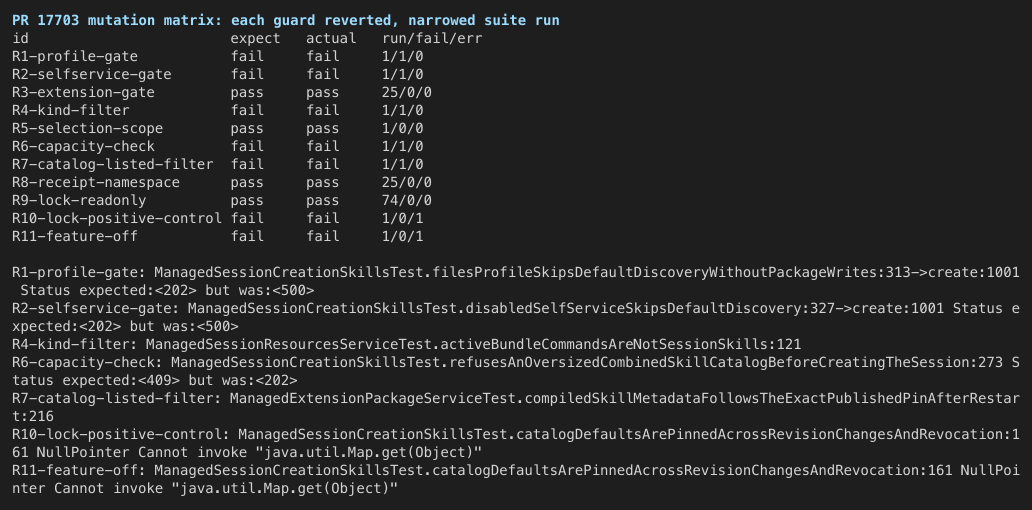 PR 17703 mutation matrix: each guard reverted, narrowed suite run
id expect actual run/fail/err
R1-profile-gate fail fail 1/1/0
R2-selfservice-gate fail fail 1/1/0
R3-extension-gate pass pass 25/0/0
R4-kind-filter fail fail 1/1/0
R5-selection-scope pass pass 1/0/0
R6-capacity-check fail fail 1/1/0
R7-catalog-listed-filter fail fail 1/1/0
R8-receipt-namespace pass pass 25/0/0
R9-lock-readonly pass pass 74/0/0
R10-lock-positive-control fail fail 1/0/1
R11-feature-off fail fail 1/0/1
R1-profile-gate: ManagedSessionCreationSkillsTest.filesProfileSkipsDefaultDiscoveryWithoutPackageWrites:313->create:1001
Status expected:<202> but was:<500>
R2-selfservice-gate: ManagedSessionCreationSkillsTest.disabledSelfServiceSkipsDefaultDiscovery:327->create:1001 Status e
xpected:<202> but was:<500>
R4-kind-filter: ManagedSessionResourcesServiceTest.activeBundleCommandsAreNotSessionSkills:121
R6-capacity-check: ManagedSessionCreationSkillsTest.refusesAnOversizedCombinedSkillCatalogBeforeCreatingTheSession:273 S
tatus expected:<409> but was:<202>
R7-catalog-listed-filter: ManagedExtensionPackageServiceTest.compiledSkillMetadataFollowsTheExactPublishedPinAfterRestar
t:216
R10-lock-positive-control: ManagedSessionCreationSkillsTest.catalogDefaultsArePinnedAcrossRevisionChangesAndRevocation:1
61 NullPointer Cannot invoke "java.util.Map.get(Object)"
R11-feature-off: ManagedSessionCreationSkillsTest.catalogDefaultsArePinnedAcrossRevisionChangesAndRevocation:161 NullPoi
nter Cannot invoke "java.util.Map.get(Object)"